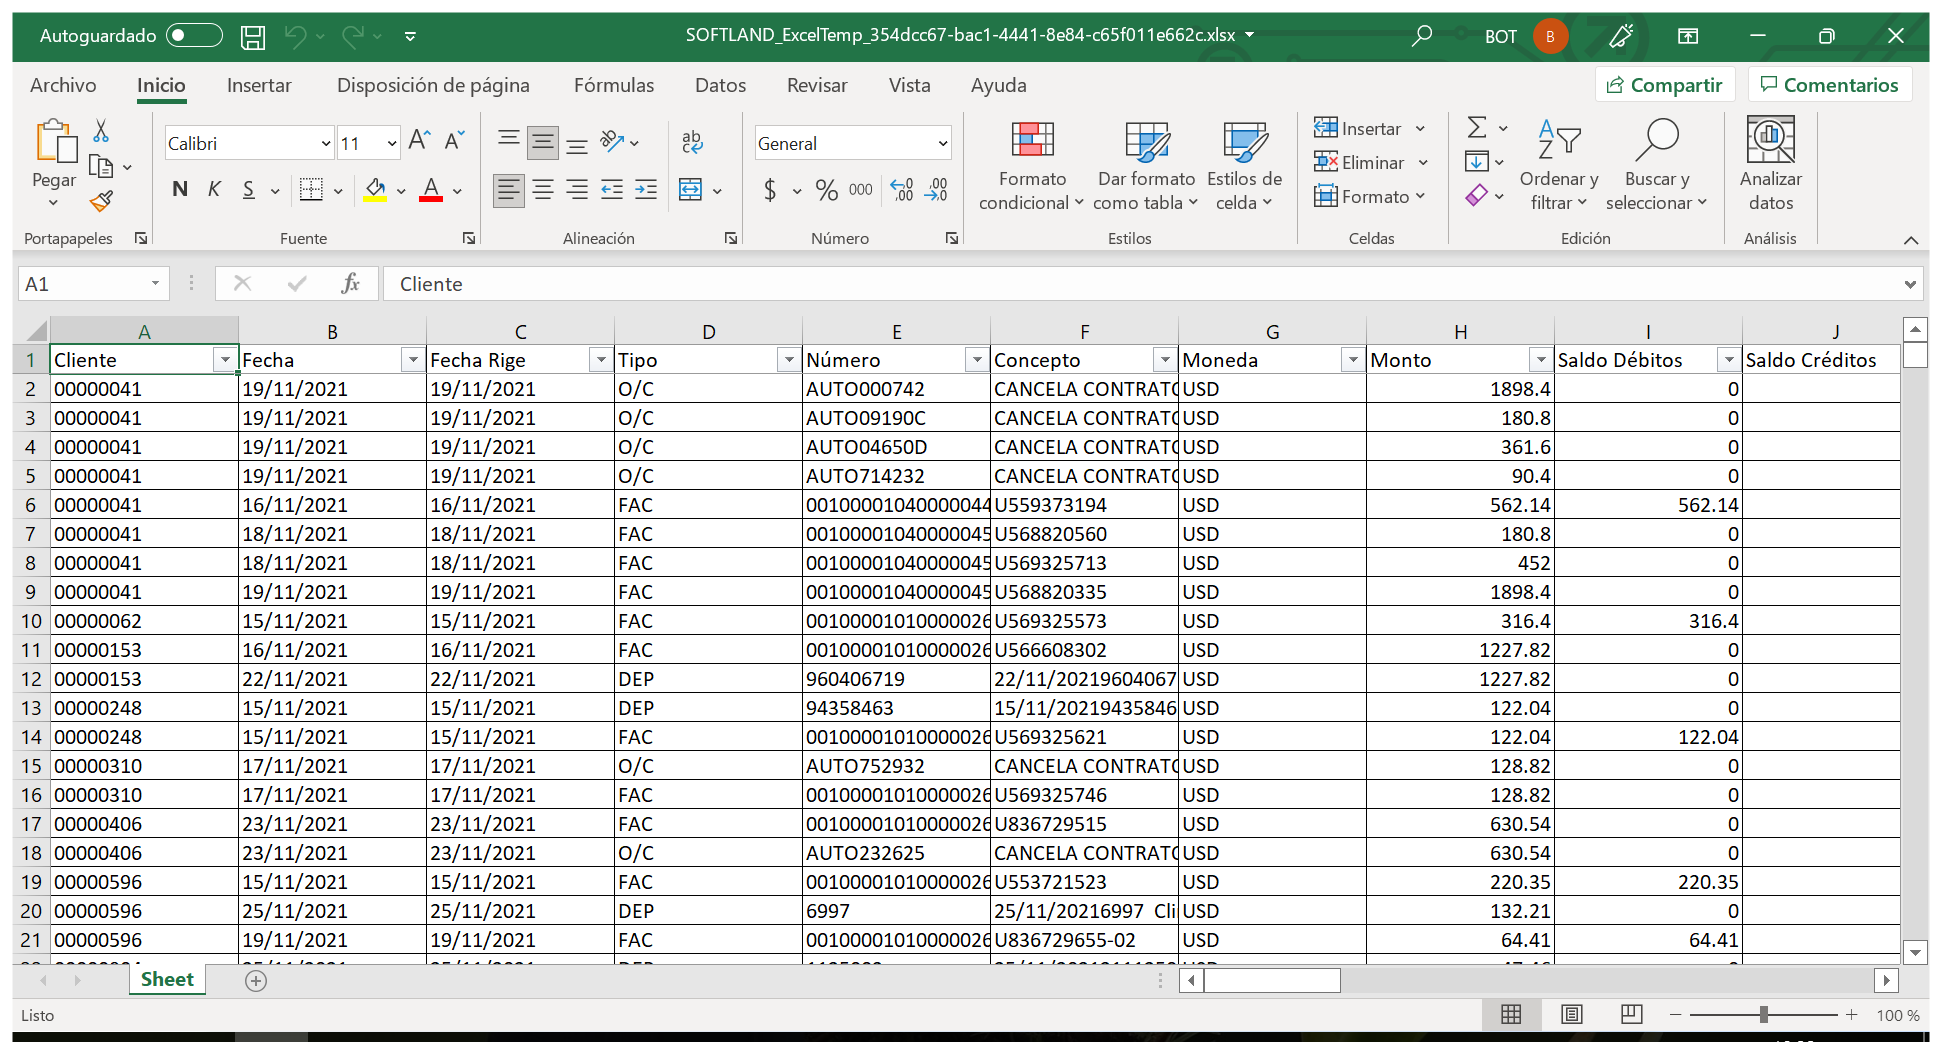 Autoguardado SOFTLAND_ExcelTemp_354dcc67-bac1-4441-8e84-c65f011e662c.xlsx BOT B
Archivo Inicio Insertar Disposición de página Fórmulas Datos Revisar Vista Ayuda Compartir Comentarios
Calibri 11 General
Pegar N K S $ % 000
Formato condicional Dar formato como tabla Estilos de celda
Insertar Eliminar Formato
Ordenar y filtrar Buscar y seleccionar Analizar datos
Portapapeles Fuente Alineación Número Estilos Celdas Edición Análisis
A1 fx Cliente
A B C D E F G H I J
1 Cliente Fecha Fecha Rige Tipo Número Concepto Moneda Monto Saldo Débitos Saldo Créditos
2 00000041 19/11/2021 19/11/2021 O/C AUTO000742 CANCELA CONTRATO USD 1898.4 0
3 00000041 19/11/2021 19/11/2021 O/C AUTO09190C CANCELA CONTRATO USD 180.8 0
4 00000041 19/11/2021 19/11/2021 O/C AUTO04650D CANCELA CONTRATO USD 361.6 0
5 00000041 19/11/2021 19/11/2021 O/C AUTO714232 CANCELA CONTRATO USD 90.4 0
6 00000041 16/11/2021 16/11/2021 FAC 00100001040000044 U559373194 USD 562.14 562.14
7 00000041 18/11/2021 18/11/2021 FAC 00100001040000045 U568820560 USD 180.8 0
8 00000041 18/11/2021 18/11/2021 FAC 00100001040000045 U569325713 USD 452 0
9 00000041 19/11/2021 19/11/2021 FAC 00100001040000045 U568820335 USD 1898.4 0
10 00000062 15/11/2021 15/11/2021 FAC 00100001010000026 U569325573 USD 316.4 316.4
11 00000153 16/11/2021 16/11/2021 FAC 00100001010000026 U566608302 USD 1227.82 0
12 00000153 22/11/2021 22/11/2021 DEP 960406719 22/11/20219604067 USD 1227.82 0
13 00000248 15/11/2021 15/11/2021 DEP 94358463 15/11/20219435846 USD 122.04 0
14 00000248 15/11/2021 15/11/2021 FAC 00100001010000026 U569325621 USD 122.04 122.04
15 00000310 17/11/2021 17/11/2021 O/C AUTO752932 CANCELA CONTRATO USD 128.82 0
16 00000310 17/11/2021 17/11/2021 FAC 00100001010000026 U569325746 USD 128.82 0
17 00000406 23/11/2021 23/11/2021 FAC 00100001010000026 U836729515 USD 630.54 0
18 00000406 23/11/2021 23/11/2021 O/C AUTO232625 CANCELA CONTRATO USD 630.54 0
19 00000596 15/11/2021 15/11/2021 FAC 00100001010000026 U553721523 USD 220.35 220.35
20 00000596 25/11/2021 25/11/2021 DEP 6997 25/11/20216997 Cli USD 132.21 0
21 00000596 19/11/2021 19/11/2021 FAC 00100001010000026 U836729655-02 USD 64.41 64.41
Sheet
Listo 100 %